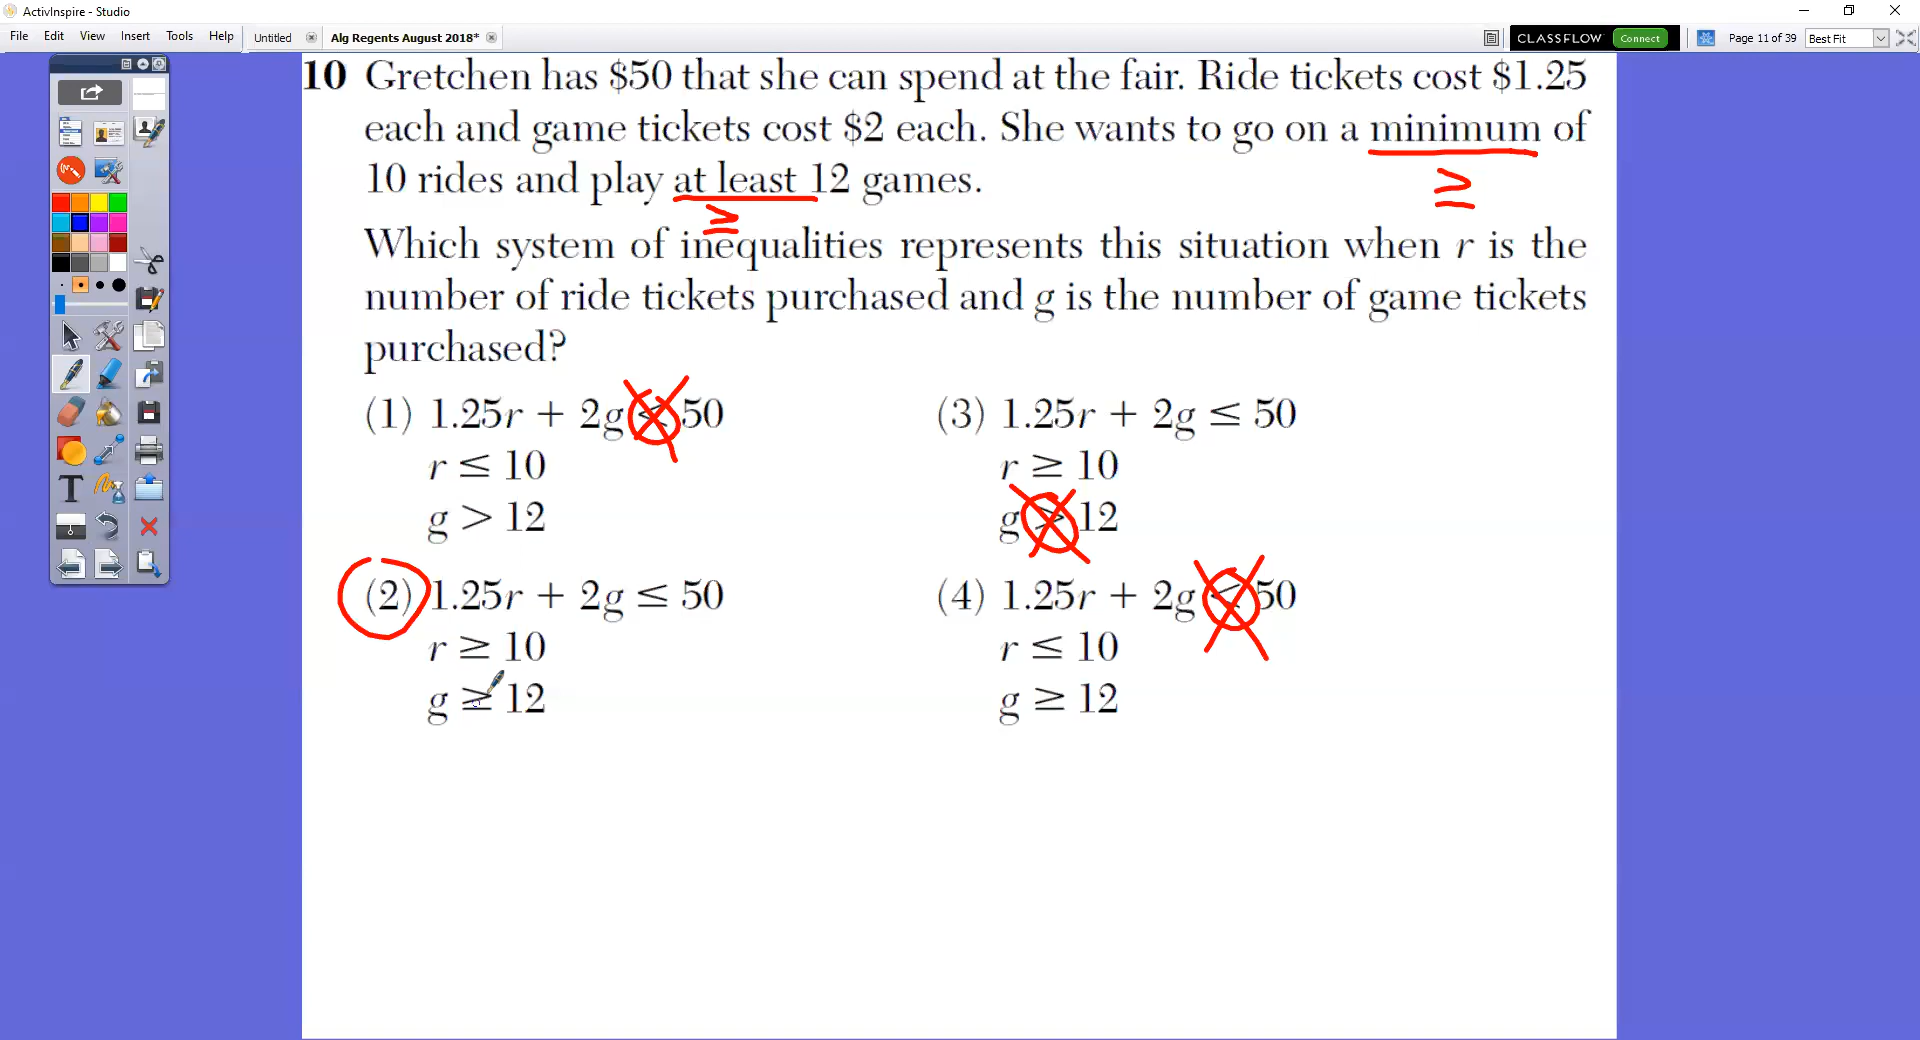 ActivInspire - Studio
File Edit View Insert Tools Help Untitled Alg Regents August 2018* CLASSFLOW Connect Page 11 of 39 Best Fit
10 Gretchen has $50 that she can spend at the fair. Ride tickets cost $1.25
each and game tickets cost $2 each. She wants to go on a minimum of
10 rides and play at least 12 games.
≥
≥
Which system of inequalities represents this situation when r is the
number of ride tickets purchased and g is the number of game tickets
purchased?
(1) 1.25r + 2g < 50
r ≤ 10
g > 12
(2) 1.25r + 2g ≤ 50
r ≥ 10
g ≥ 12
(3) 1.25r + 2g ≤ 50
r ≥ 10
g > 12
(4) 1.25r + 2g < 50
r ≤ 10
g ≥ 12
T